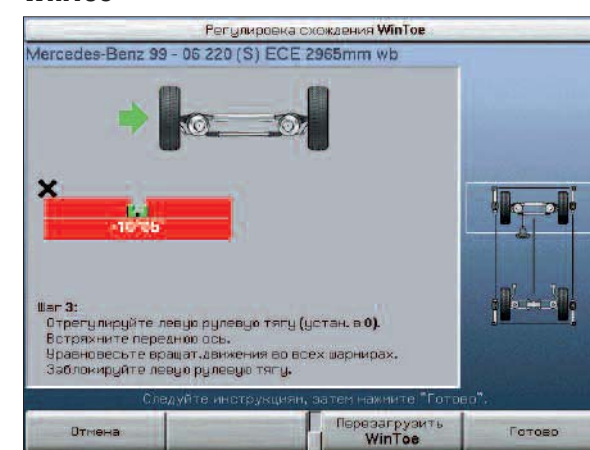 Регулировка схождения WinToe
Mercedes-Benz 99 - 06 220 (S) ECE 2965mm wb
Шаг 3:
Отрегулируйте левую рулевую тягу (устан. в 0).
Встряхните переднюю ось.
Уравновесьте вращат.движения во всех шарнирах.
Заблокируйте левую рулевую тягу.
Следуйте инструкциян, затем нажмите "Готово".
Отмена
Перезагрузить
WinToe
Готово